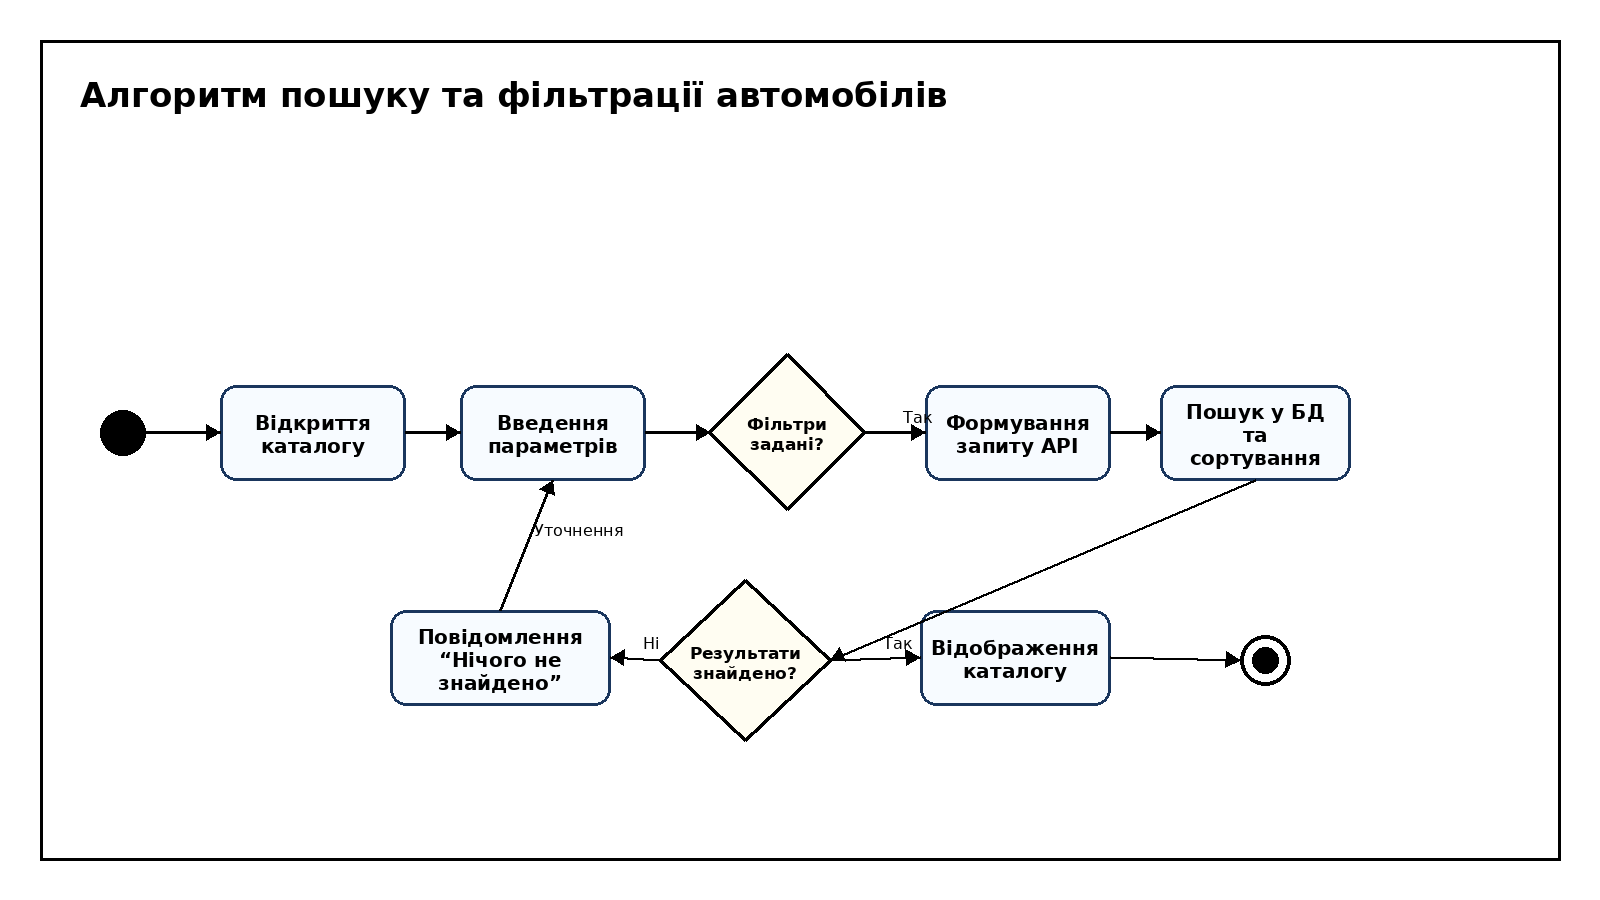 Алгоритм пошуку та фільтрації автомобілів
Відкриття
каталогу
Введення
параметрів
Фільтри
задані?
Так
Формування
запиту API
Пошук у БД
та
сортування
Уточнення
Повідомлення
“Нічого не
знайдено”
Ні
Результати
знайдено?
Так
Відображення
каталогу